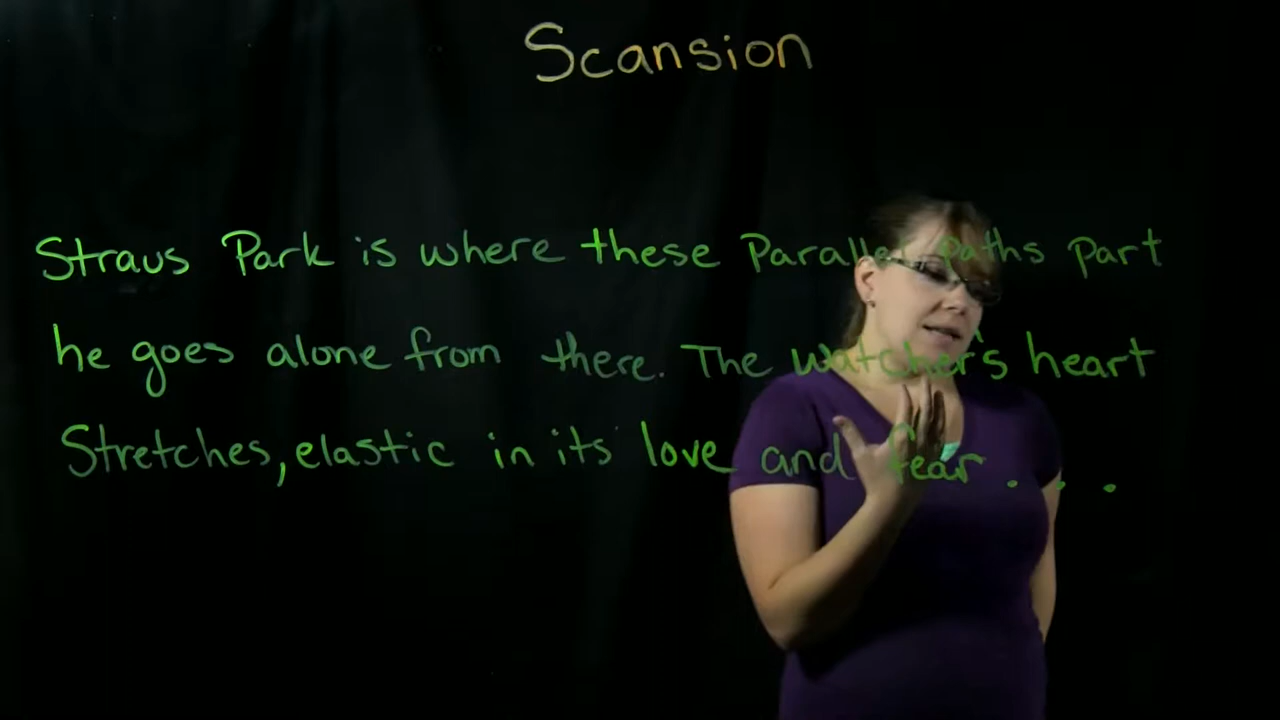 Scansion
Straus Park is where these Parallel paths part
he goes alone from there. The watcher's heart
Stretches, elastic in its love and fear . . .